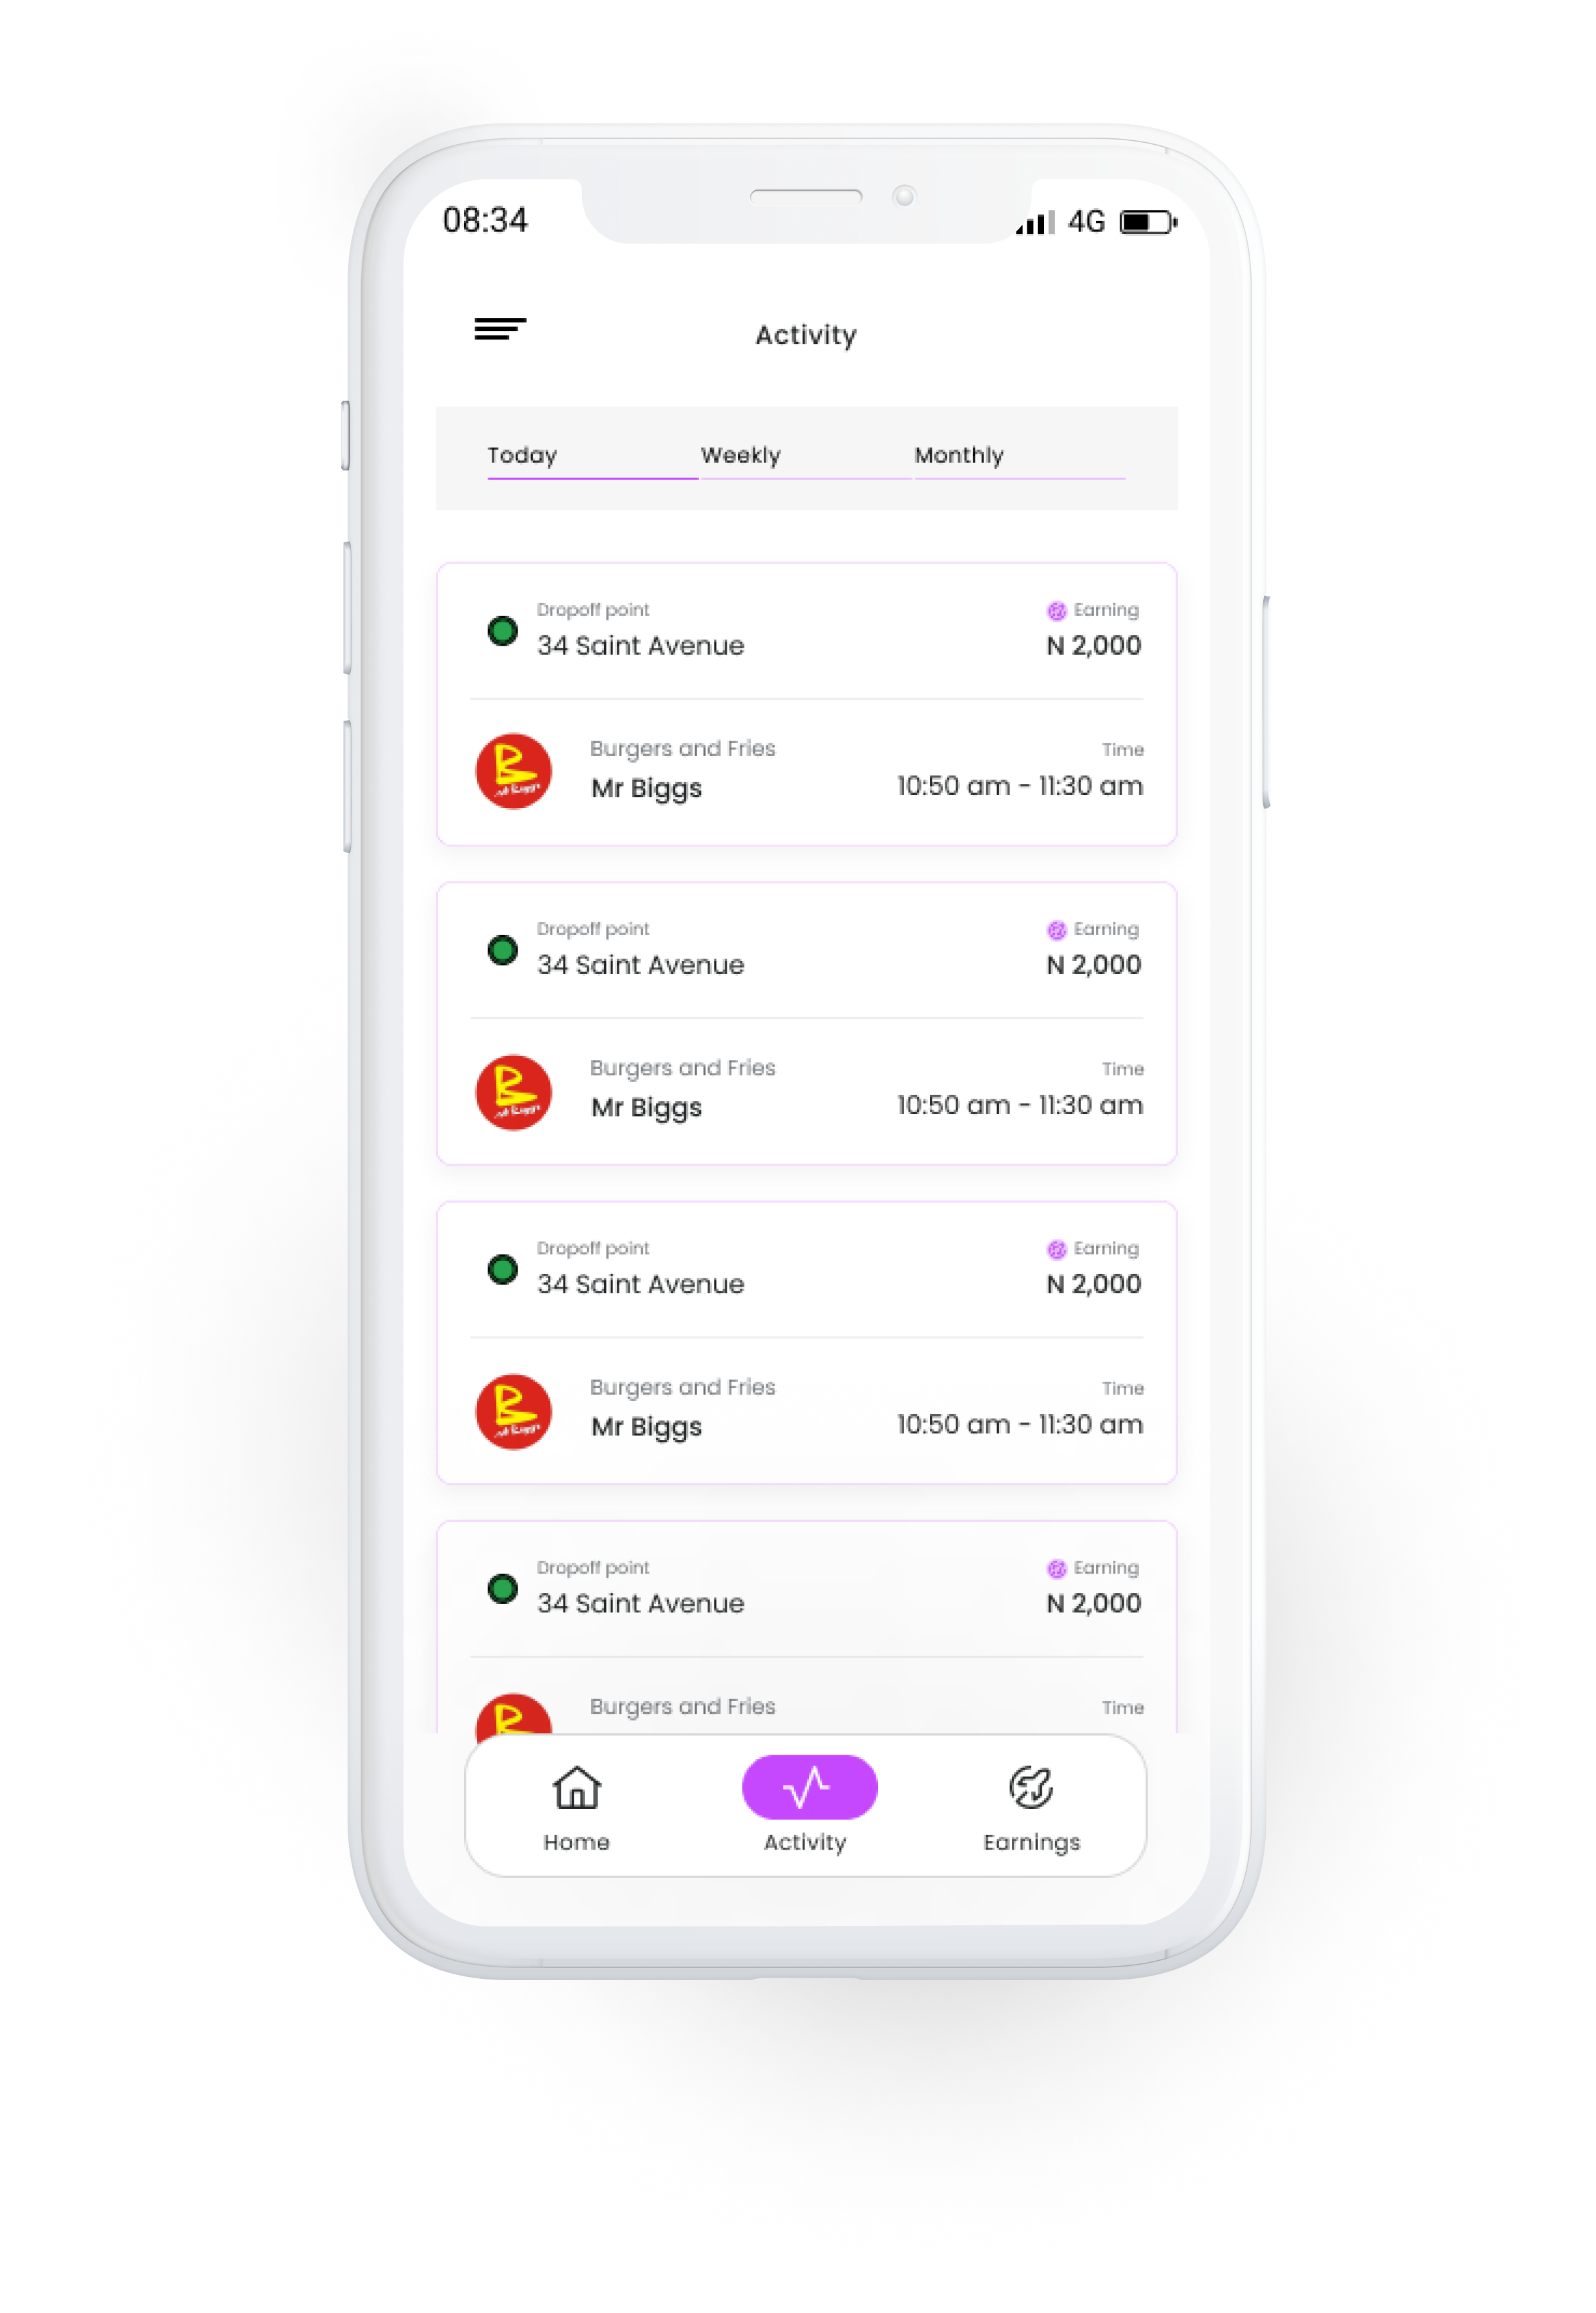 08:34 4G
Activity
Today Weekly Monthly
Dropoff point Earning
34 Saint Avenue N 2,000
Burgers and Fries Time
Mr Biggs 10:50 am - 11:30 am
Dropoff point Earning
34 Saint Avenue N 2,000
Burgers and Fries Time
Mr Biggs 10:50 am - 11:30 am
Dropoff point Earning
34 Saint Avenue N 2,000
Burgers and Fries Time
Mr Biggs 10:50 am - 11:30 am
Dropoff point Earning
34 Saint Avenue N 2,000
Burgers and Fries Time
Home Activity Earnings